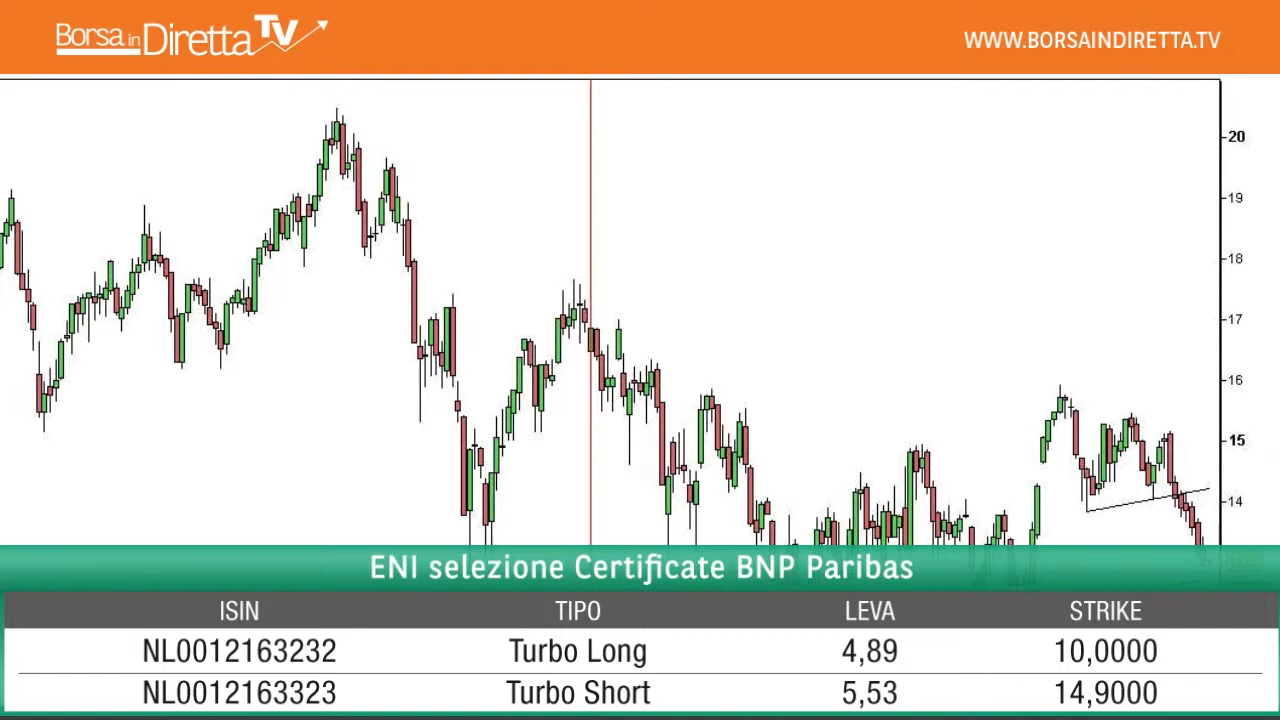 Borsa in Diretta TV
WWW.BORSAINDIRETTA.TV
20
19
18
17
16
15
14
ENI selezione Certificate BNP Paribas
ISIN TIPO LEVA STRIKE
NL0012163232 Turbo Long 4,89 10,0000
NL0012163323 Turbo Short 5,53 14,9000